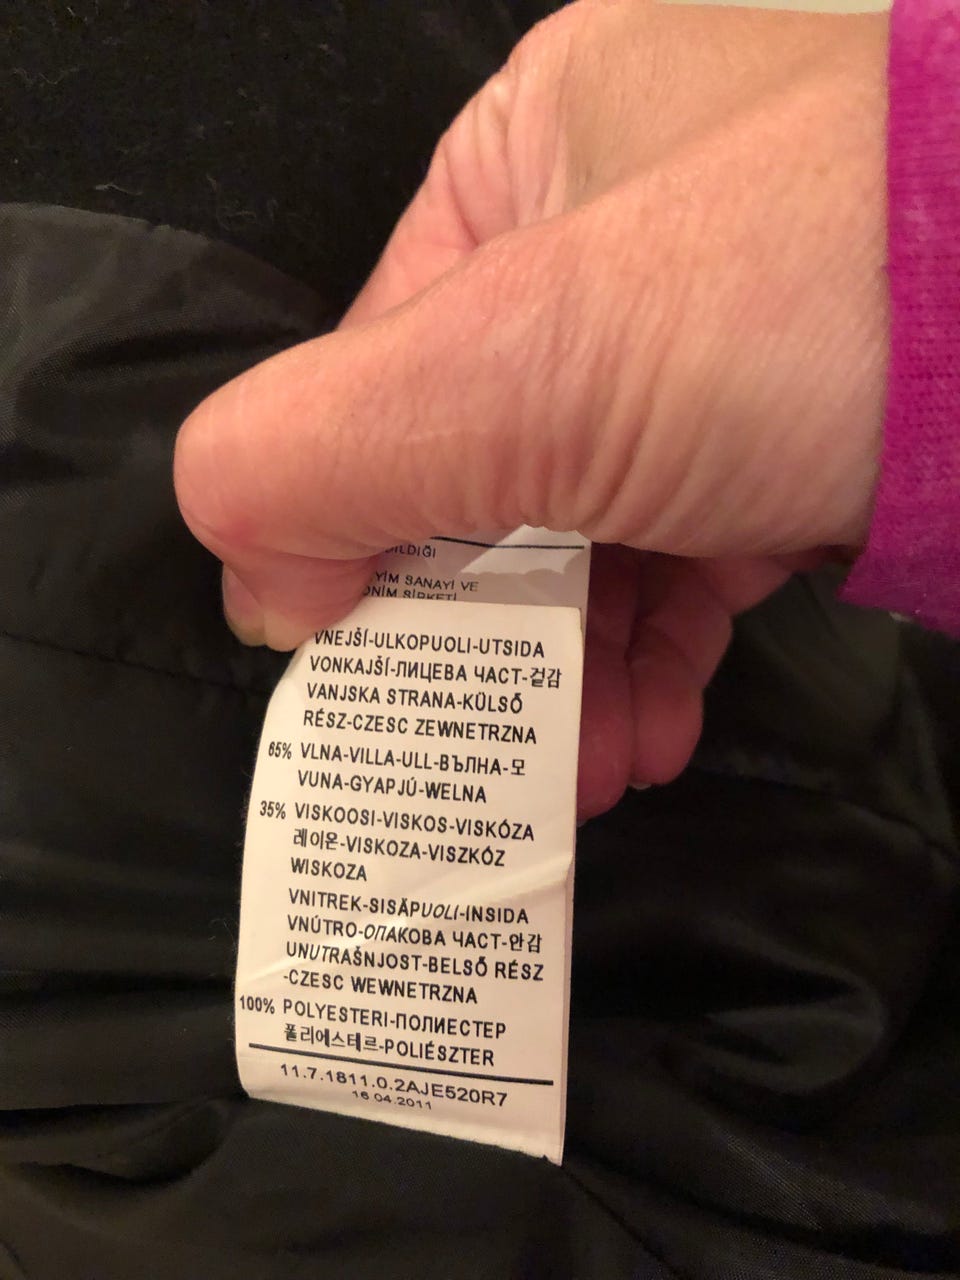 YİM SANAYİ VE
VNEJŠÍ-ULKOPUOLI-UTSIDA
VONKAJŠÍ-ЛИЦЕВА ЧАСТ-겉감
VANJSKA STRANA-KÜLSŐ
RÉSZ-CZESC ZEWNETRZNA
65% VLNA-VILLA-ULL-ВЪЛНА-모
VUNA-GYAPJÚ-WELNA
35% VISKOOSI-VISKOS-VISKÓZA
레이온-VISKOZA-VISZKÓZ
WISKOZA
VNITREK-SISÄPUOLI-INSIDA
VNÚTRO-ОПАКОВА ЧАСТ-안감
UNUTRAŠNJOST-BELSŐ RÉSZ
-CZESC WEWNETRZNA
100% POLYESTERI-ПОЛИЕСТЕР
폴리에스테르-POLIÉSZTER
11.7.1811.0.2AJE520R7
16 04.2011